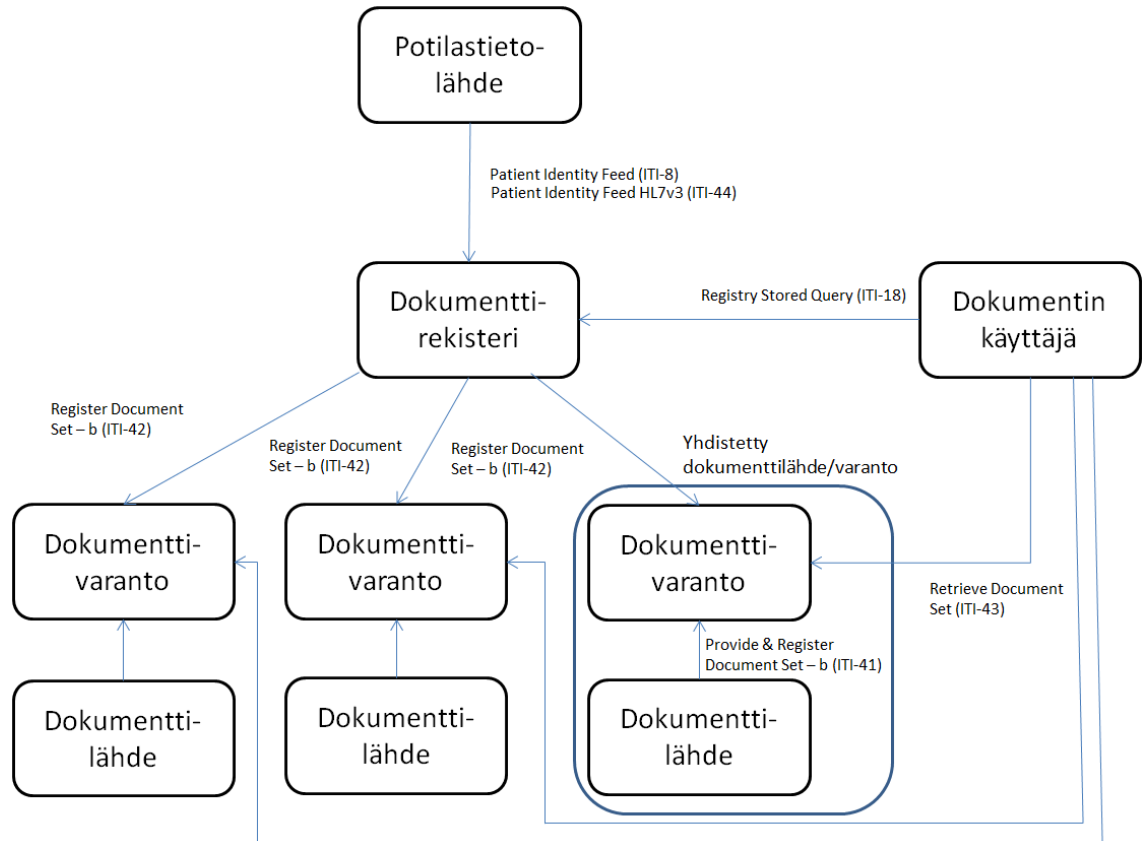 Potilastieto-
lähde
Patient Identity Feed (ITI-8)
Patient Identity Feed HL7v3 (ITI-44)
Dokumentti-
rekisteri
Registry Stored Query (ITI-18)
Dokumentin
käyttäjä
Register Document
Set – b (ITI-42)
Register Document
Set – b (ITI-42)
Register Document
Set – b (ITI-42)
Yhdistetty
dokumenttilähde/varanto
Dokumentti-
varanto
Dokumentti-
varanto
Dokumentti-
varanto
Retrieve Document
Set (ITI-43)
Provide & Register
Document Set – b (ITI-41)
Dokumentti-
lähde
Dokumentti-
lähde
Dokumentti-
lähde